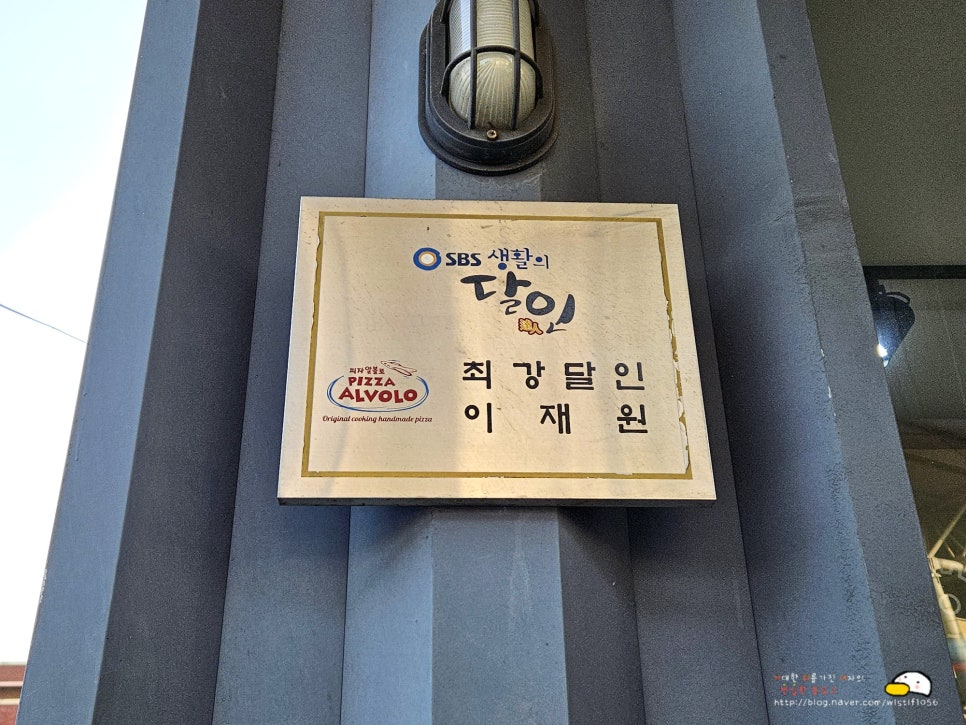 SBS 생활의
달인
達人
피자알볼로
PIZZA
ALVOLO
Original cooking handmade pizza
최강달인
이재원
http://blog.naver.com/wlstlf1056